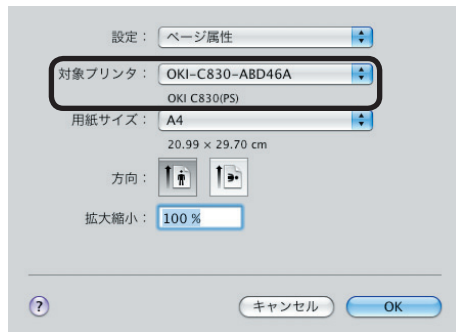 設定： ページ属性
対象プリンタ： OKI-C830-ABD46A
OKI C830(PS)
用紙サイズ： A4
20.99 × 29.70 cm
方向：
拡大縮小： 100 %
? キャンセル OK